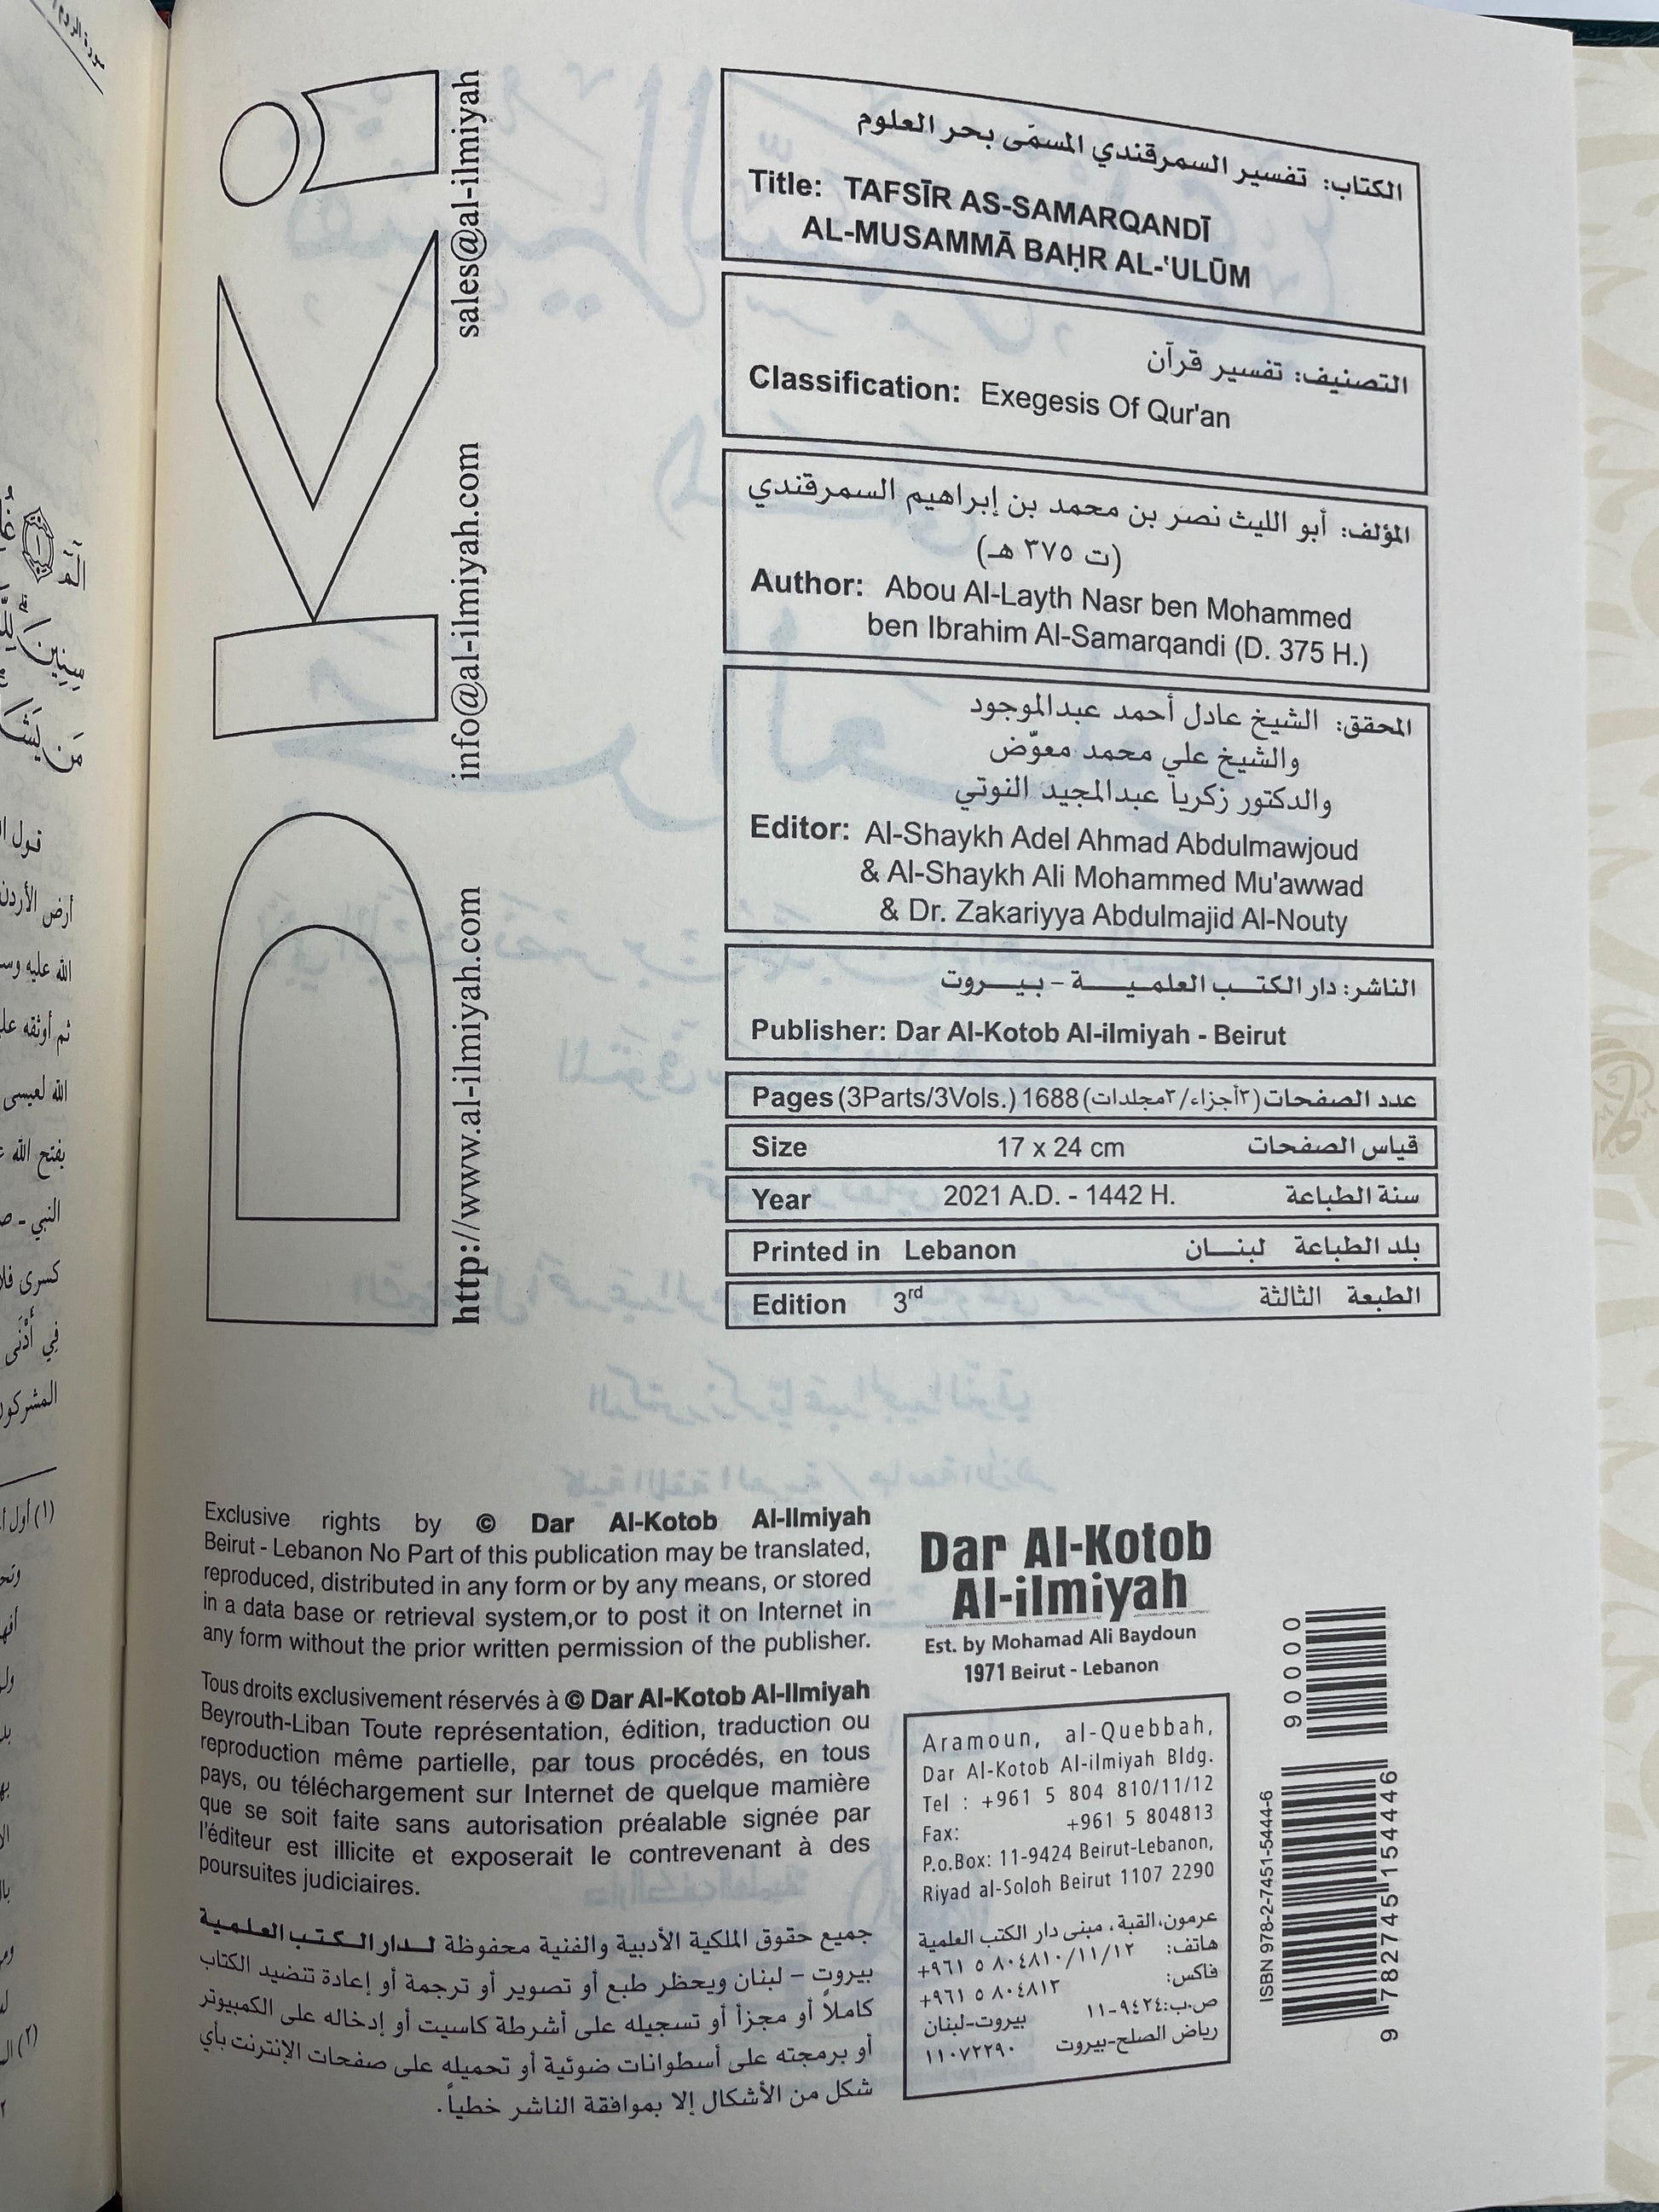 الكتاب: تفسير السمرقندي المسمّى بحر العلوم
Title: TAFSĪR AS-SAMARQANDĪ
AL-MUSAMMĀ BAḤR AL-ʻULŪM
التصنيف: تفسير قرآن
Classification: Exegesis Of Qur'an
المؤلف: أبو الليث نصر بن محمد بن إبراهيم السمرقندي
(ت ٣٧٥ هـ)
Author: Abou Al-Layth Nasr ben Mohammed
ben Ibrahim Al-Samarqandi (D. 375 H.)
المحقق: الشيخ عادل أحمد عبدالموجود
والشيخ علي محمد معوّض
والدكتور زكريا عبدالمجيد النوتي
Editor: Al-Shaykh Adel Ahmad Abdulmawjoud
& Al-Shaykh Ali Mohammed Mu'awwad
& Dr. Zakariyya Abdulmajid Al-Nouty
الناشر: دار الكتب العلمية - بيروت
Publisher: Dar Al-Kotob Al-ilmiyah - Beirut
Pages (3Parts/3Vols.) 1688 (٣أجزاء/٣مجلدات) عدد الصفحات
Size 17 x 24 cm قياس الصفحات
Year 2021 A.D. - 1442 H. سنة الطباعة
Printed in Lebanon بلد الطباعة لبنان
Edition 3rd الطبعة الثالثة
DKi
http://www.al-ilmiyah.com info@al-ilmiyah.com sales@al-ilmiyah
Exclusive rights by © Dar Al-Kotob Al-Ilmiyah
Beirut - Lebanon No Part of this publication may be translated,
reproduced, distributed in any form or by any means, or stored
in a data base or retrieval system,or to post it on Internet in
any form without the prior written permission of the publisher.
Tous droits exclusivement réservés à © Dar Al-Kotob Al-Ilmiyah
Beyrouth-Liban Toute représentation, édition, traduction ou
reproduction même partielle, par tous procédés, en tous
pays, ou téléchargement sur Internet de quelque mamière
que se soit faite sans autorisation préalable signée par
l'éditeur est illicite et exposerait le contrevenant à des
poursuites judiciaires.
جميع حقوق الملكية الأدبية والفنية محفوظة لدار الكتب العلمية
بيروت – لبنان ويحظر طبع أو تصوير أو ترجمة أو إعادة تنضيد الكتاب
كاملاً أو مجزأ أو تسجيله على أشرطة كاسيت أو إدخاله على الكمبيوتر
أو برمجته على أسطوانات ضوئية أو تحميله على صفحات الإنترنت بأي
شكل من الأشكال إلا بموافقة الناشر خطياً.
Dar Al-Kotob
Al-ilmiyah
Est. by Mohamad Ali Baydoun
1971 Beirut - Lebanon
Aramoun, al-Quebbah,
Dar Al-Kotob Al-ilmiyah Bldg.
Tel : +961 5 804 810/11/12
Fax: +961 5 804813
P.o.Box: 11-9424 Beirut-Lebanon,
Riyad al-Soloh Beirut 1107 2290
عرمون، القبة، مبنى دار الكتب العلمية
هاتف: +٩٦١ ٥ ٨٠٤٨١٠/١١/١٢
فاكس: +٩٦١ ٥ ٨٠٤٨١٣
ص.ب:٩٤٢٤-١١ بيروت-لبنان
رياض الصلح-بيروت ١١٠٧٢٢٩٠
90000
ISBN 978-2-7451-5444-6
9 782745 154446